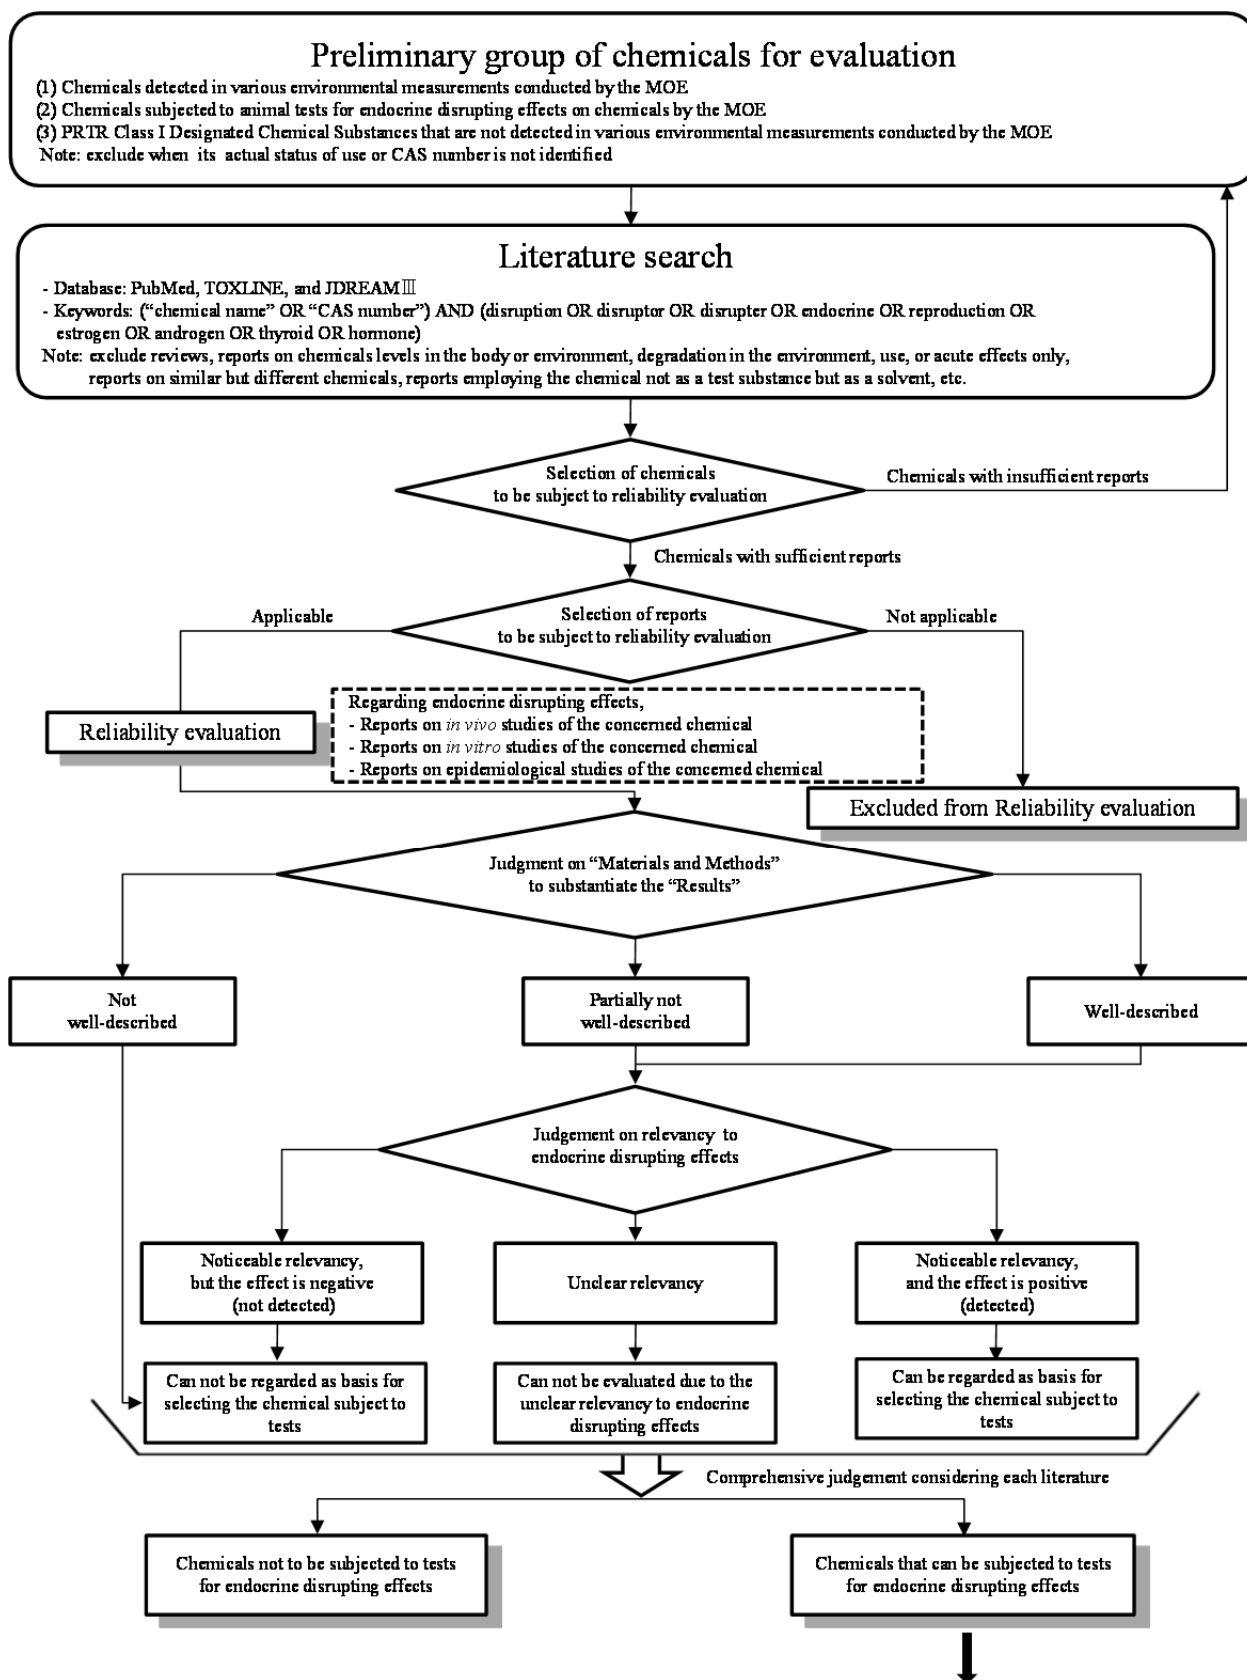 Preliminary group of chemicals for evaluation
(1) Chemicals detected in various environmental measurements conducted by the MOE
(2) Chemicals subjected to animal tests for endocrine disrupting effects on chemicals by the MOE
(3) PRTR Class I Designated Chemical Substances that are not detected in various environmental measurements conducted by the MOE
Note: exclude when its actual status of use or CAS number is not identified
Literature search
- Database: PubMed, TOXLINE, and JDREAMⅢ
- Keywords: (“chemical name” OR “CAS number”) AND (disruption OR disruptor OR disrupter OR endocrine OR reproduction OR
estrogen OR androgen OR thyroid OR hormone)
Note: exclude reviews, reports on chemicals levels in the body or environment, degradation in the environment, use, or acute effects only,
reports on similar but different chemicals, reports employing the chemical not as a test substance but as a solvent, etc.
Selection of chemicals
to be subject to reliability evaluation
Chemicals with insufficient reports
Chemicals with sufficient reports
Applicable
Selection of reports
to be subject to reliability evaluation
Not applicable
Reliability evaluation
Regarding endocrine disrupting effects,
- Reports on in vivo studies of the concerned chemical
- Reports on in vitro studies of the concerned chemical
- Reports on epidemiological studies of the concerned chemical
Excluded from Reliability evaluation
Judgment on “Materials and Methods”
to substantiate the “Results”
Not
well-described
Partially not
well-described
Well-described
Judgement on relevancy to
endocrine disrupting effects
Noticeable relevancy,
but the effect is negative
(not detected)
Unclear relevancy
Noticeable relevancy,
and the effect is positive
(detected)
Can not be regarded as basis for
selecting the chemical subject to
tests
Can not be evaluated due to the
unclear relevancy to endocrine
disrupting effects
Can be regarded as basis for
selecting the chemical subject to
tests
Comprehensive judgement considering each literature
Chemicals not to be subjected to tests
for endocrine disrupting effects
Chemicals that can be subjected to tests
for endocrine disrupting effects